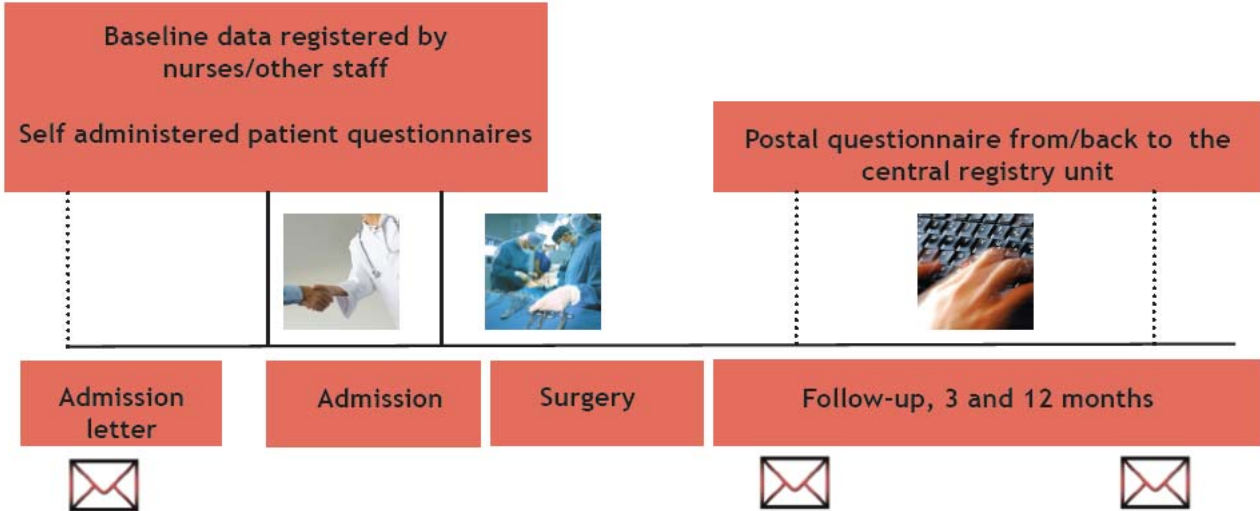 Baseline data registered by
nurses/other staff
Self administered patient questionnaires
Postal questionnaire from/back to the
central registry unit
Admission
letter
Admission
Surgery
Follow-up, 3 and 12 months